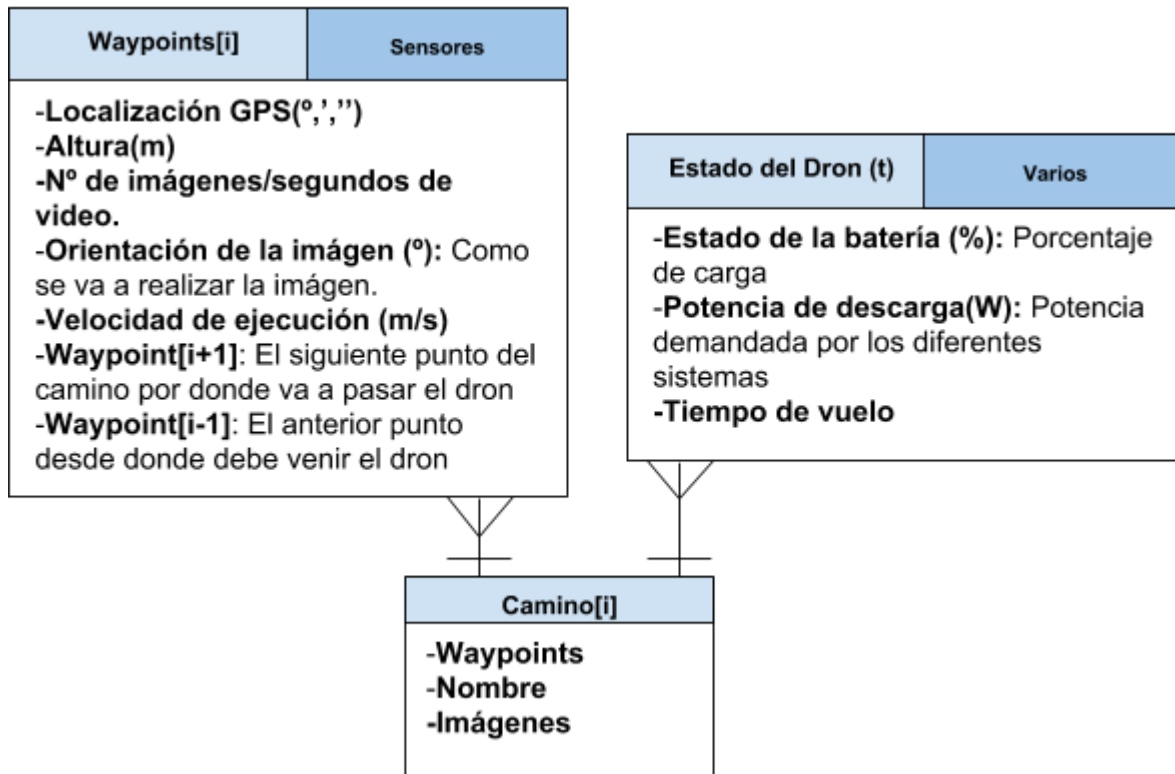 Waypoints[i]
Sensores
-Localización GPS(º,',’’)
-Altura(m)
-Nº de imágenes/segundos de
video.
-Orientación de la imágen (º): Como
se va a realizar la imágen.
-Velocidad de ejecución (m/s)
-Waypoint[i+1]: El siguiente punto del
camino por donde va a pasar el dron
-Waypoint[i-1]: El anterior punto
desde donde debe venir el dron
Estado del Dron (t)
Varios
-Estado de la batería (%): Porcentaje
de carga
-Potencia de descarga(W): Potencia
demandada por los diferentes
sistemas
-Tiempo de vuelo
Camino[i]
-Waypoints
-Nombre
-Imágenes